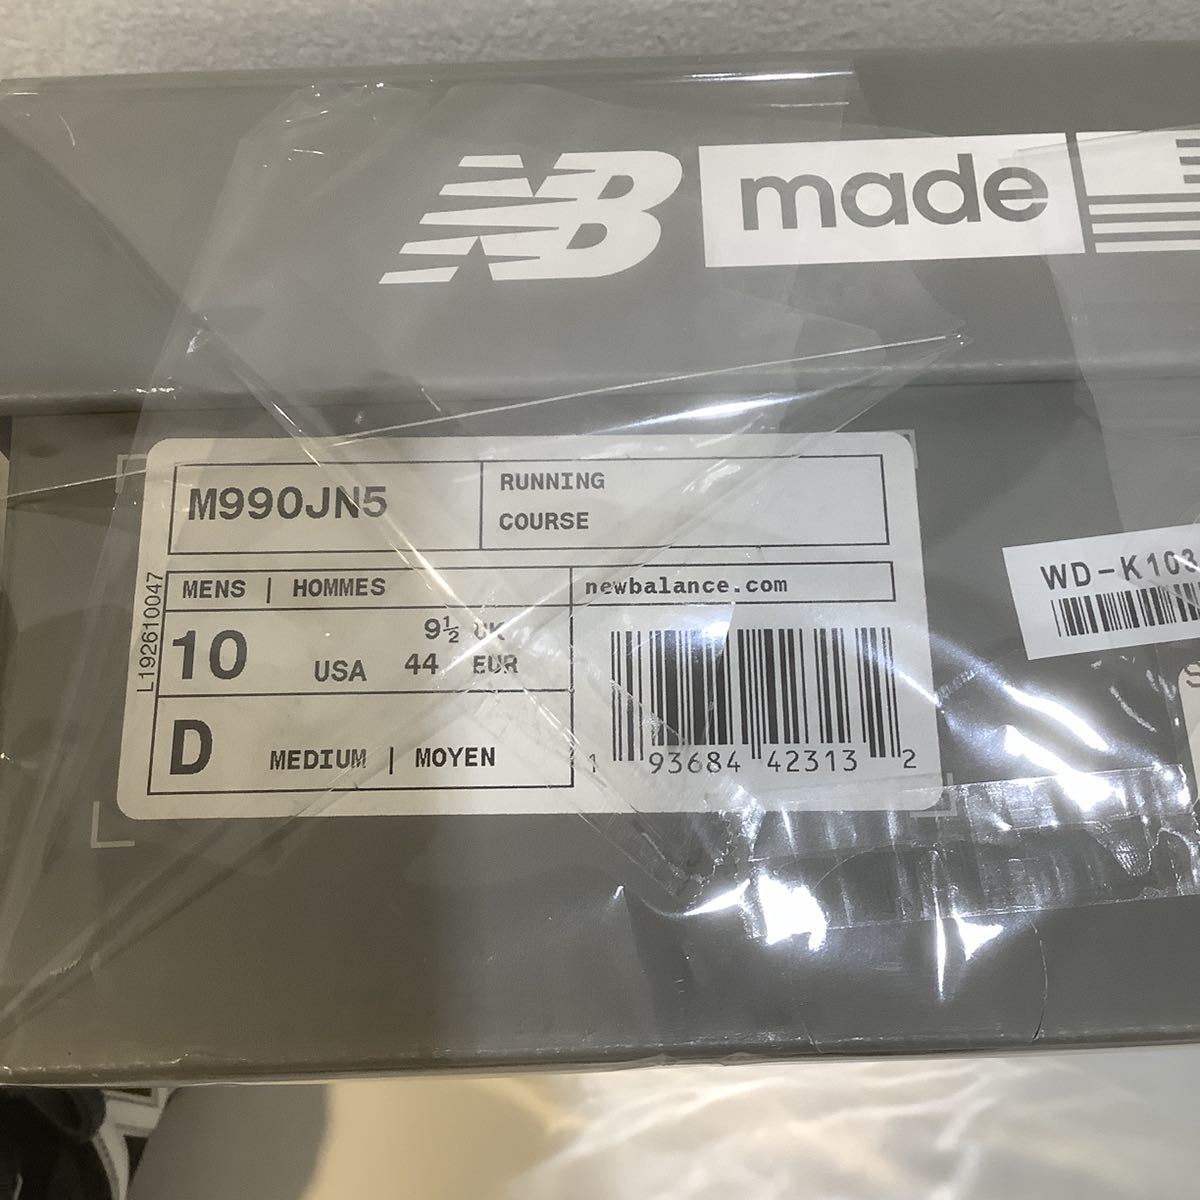 NB made
M990JN5
RUNNING
COURSE
MENS | HOMMES
newbalance.com
10 USA
9½ UK
44 EUR
D MEDIUM | MOYEN
1 93684 42313 2
L192610047
WD-K103